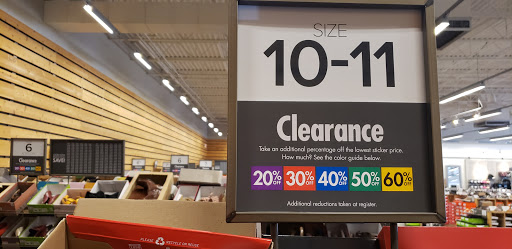 SIZE
10-11
Clearance
Take an additional percentage off the lowest sticker price.
How much? See the color guide below.
20% OFF 30% OFF 40% OFF 50% OFF 60% OFF
Additional reductions taken at register.
6
PLEASE